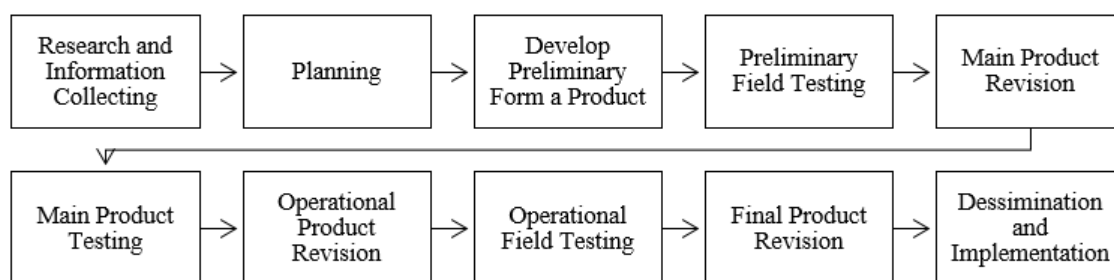 Research and
Information
Collecting
Planning
Develop
Preliminary
Form a Product
Preliminary
Field Testing
Main Product
Revision
Main Product
Testing
Operational
Product
Revision
Operational
Field Testing
Final Product
Revision
Dessimination
and
Implementation